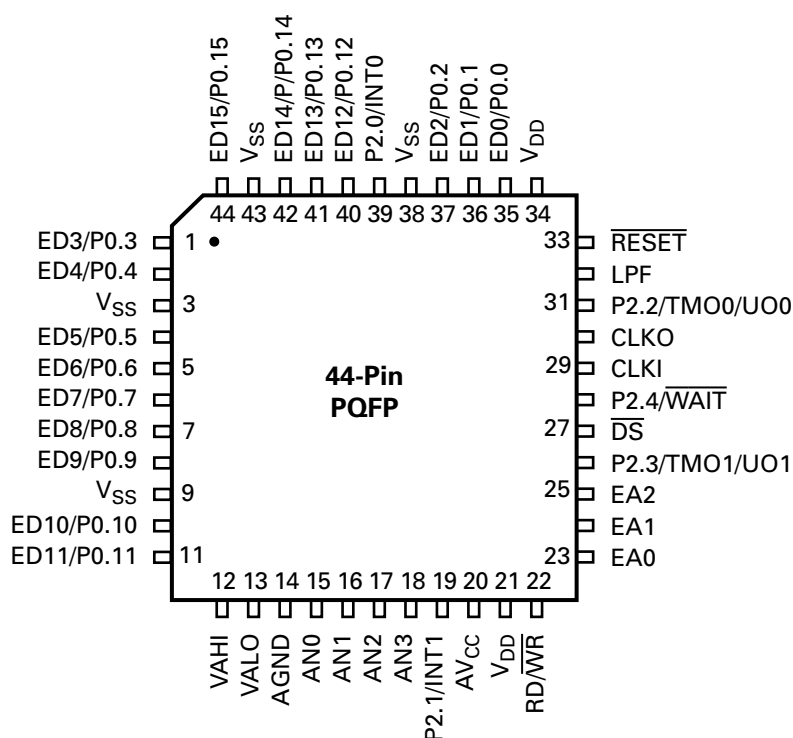 ED15/P0.15
VSS
ED14/P/P0.14
ED13/P0.13
ED12/P0.12
P2.0/INT0
VSS
ED2/P0.2
ED1/P0.1
ED0/P0.0
VDD
44 43 42 41 40 39 38 37 36 35 34
ED3/P0.3 1
ED4/P0.4
VSS 3
ED5/P0.5
ED6/P0.6 5
ED7/P0.7
ED8/P0.8 7
ED9/P0.9
VSS 9
ED10/P0.10
ED11/P0.11 11
44-Pin
PQFP
33 RESET
LPF
31 P2.2/TMO0/UO0
CLKO
29 CLKI
P2.4/WAIT
27 DS
P2.3/TMO1/UO1
25 EA2
EA1
23 EA0
12 13 14 15 16 17 18 19 20 21 22
VAHI
VALO
AGND
AN0
AN1
AN2
AN3
P2.1/INT1
AVCC
VDD
RD/WR